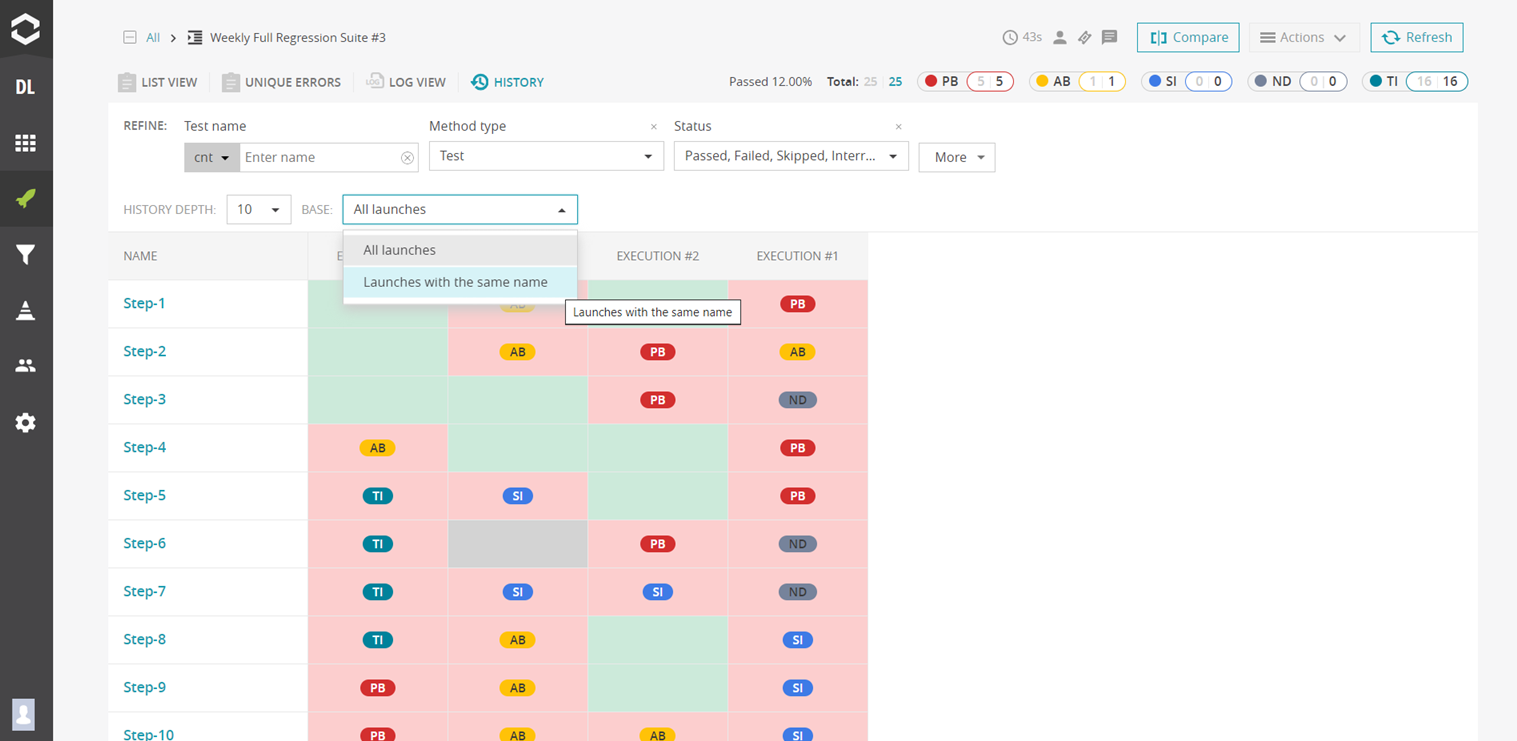 All > Weekly Full Regression Suite #3 43s Compare Actions Refresh
DL
LIST VIEW UNIQUE ERRORS LOG VIEW HISTORY Passed 12.00% Total: 25 25 PB 5 5 AB 1 1 SI 0 0 ND 0 0 TI 16 16
REFINE: Test name Method type × Status ×
cnt Enter name Test Passed, Failed, Skipped, Interr... More
HISTORY DEPTH: 10 BASE: All launches
All launches
Launches with the same name
Launches with the same name
NAME E EXECUTION #2 EXECUTION #1
Step-1 AB PB
Step-2 AB PB AB
Step-3 PB ND
Step-4 AB PB
Step-5 TI SI PB
Step-6 TI PB ND
Step-7 TI SI SI ND
Step-8 TI AB SI
Step-9 PB AB SI
Step-10 PB AB AB SI